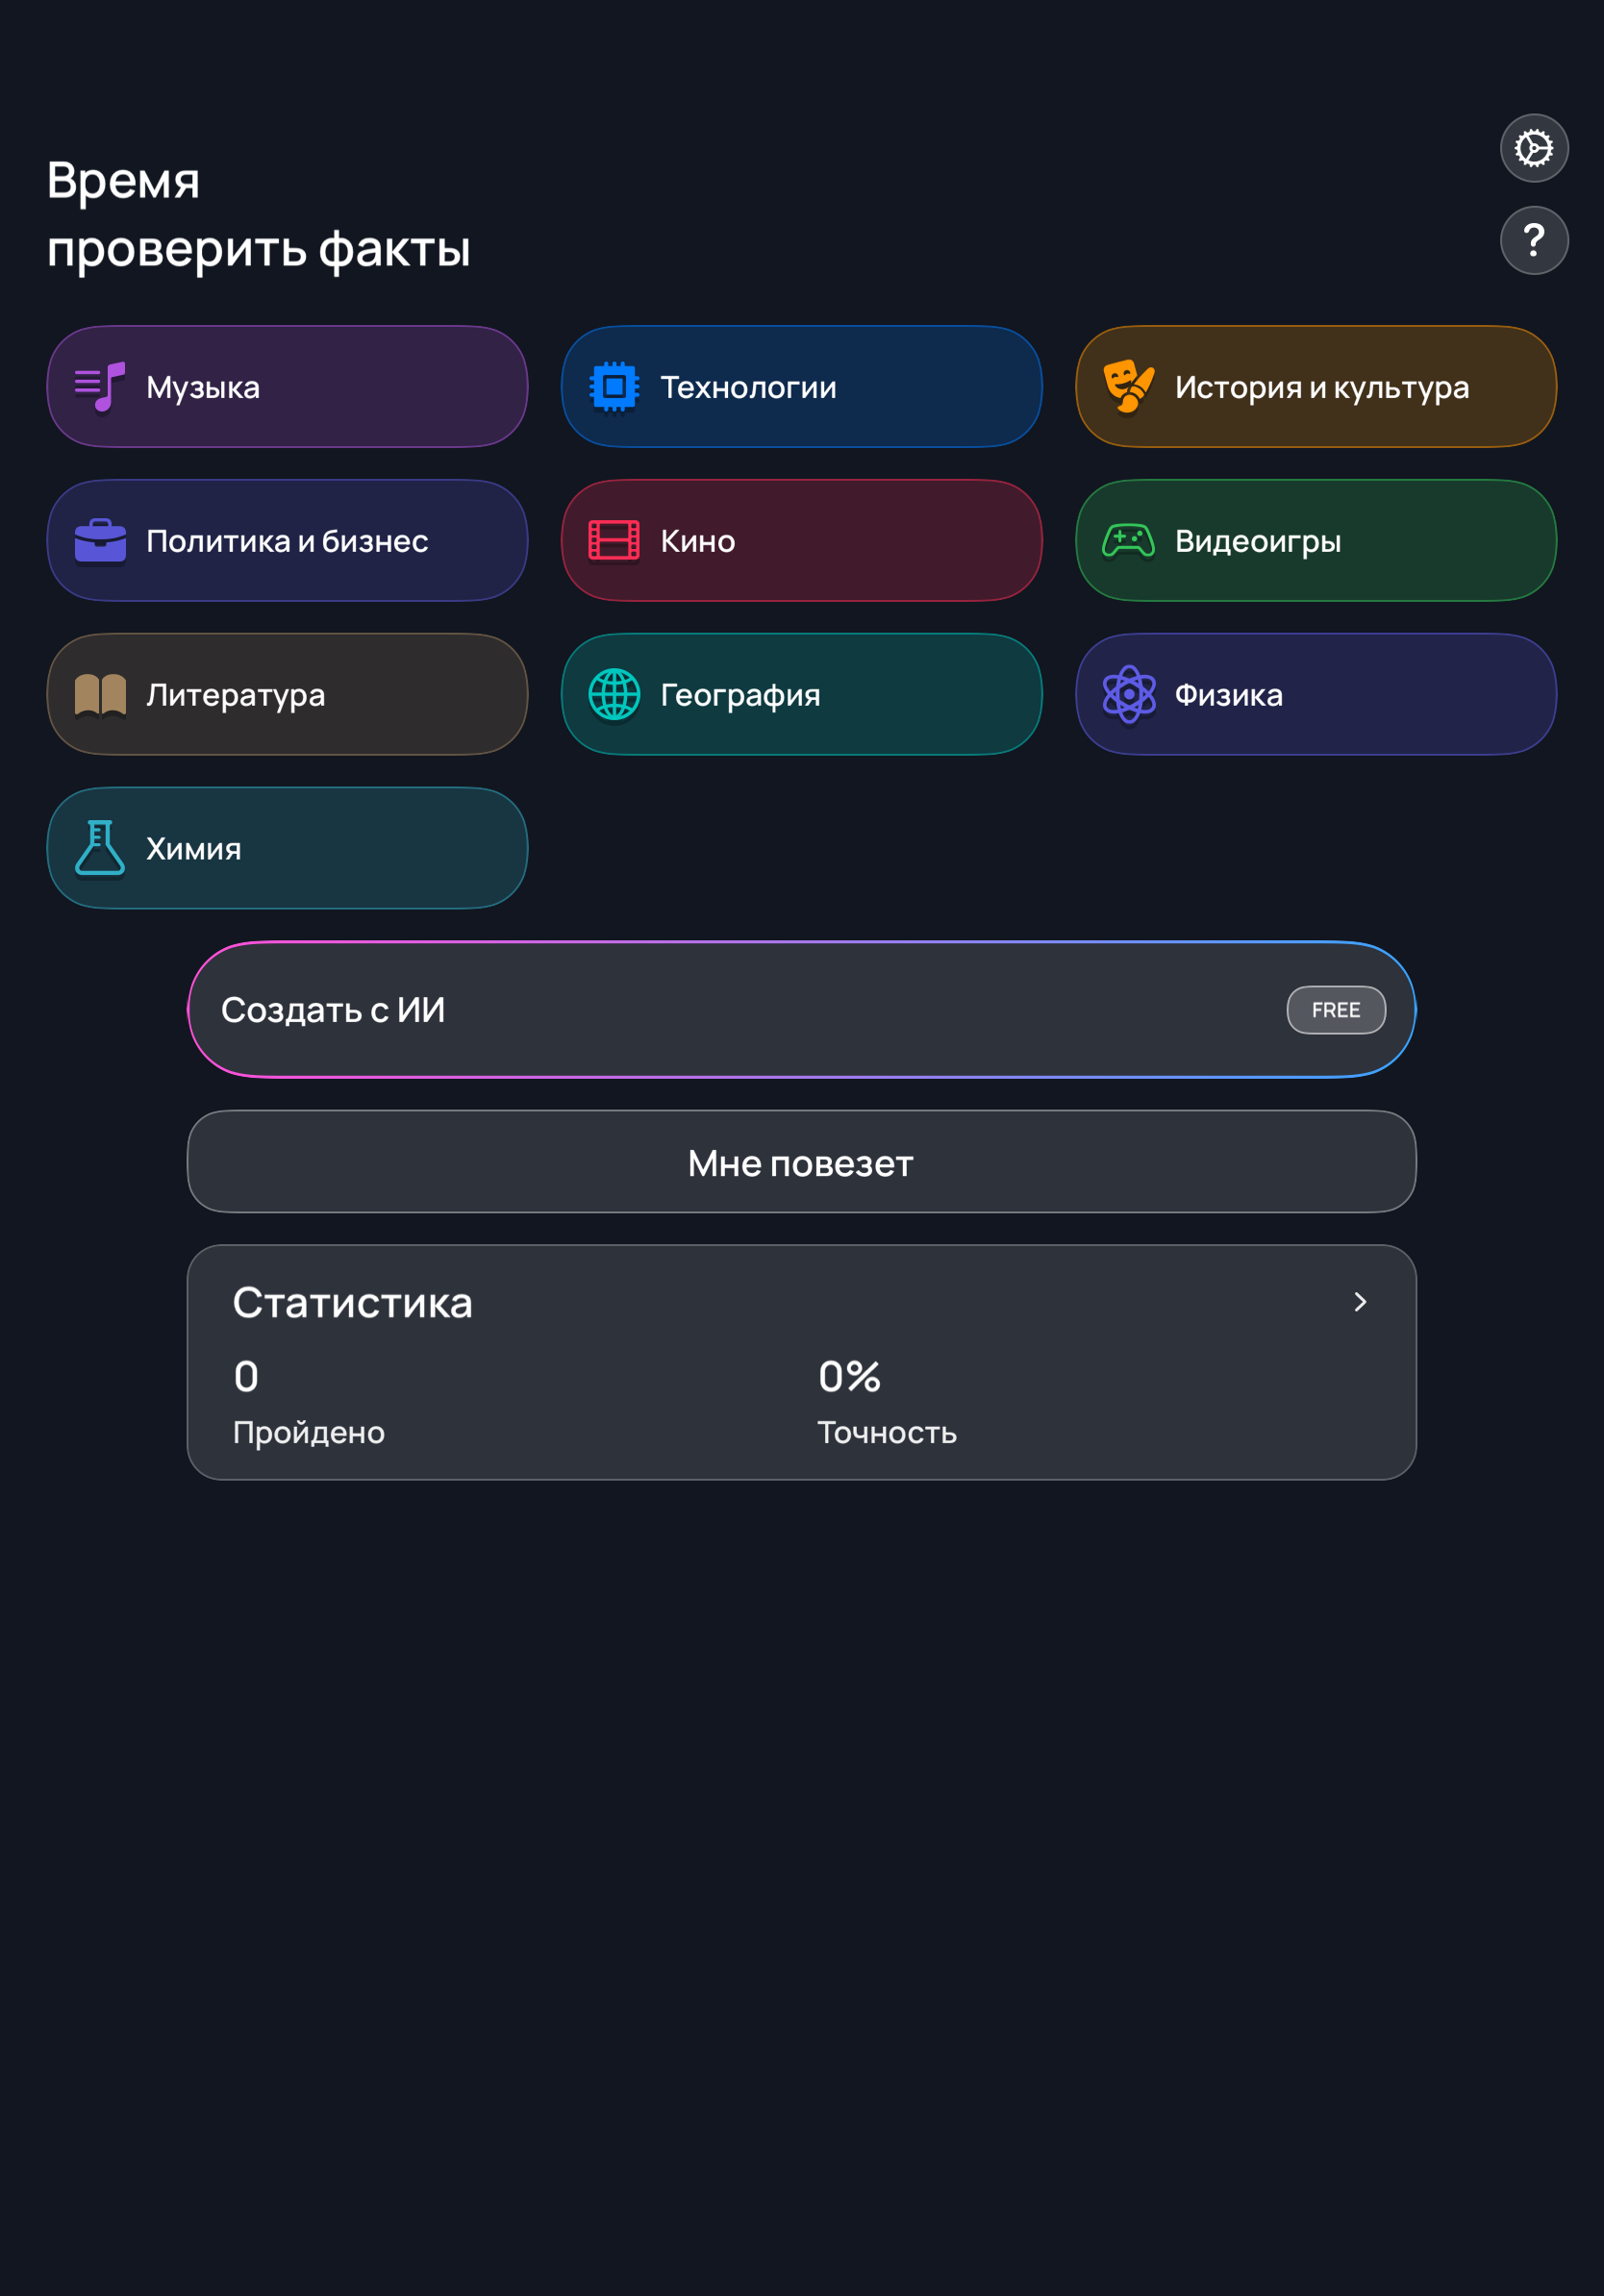 Время
проверить факты
?
Музыка
Технологии
История и культура
Политика и бизнес
Кино
Видеоигры
Литература
География
Физика
Химия
Создать с ИИ
FREE
Мне повезет
Статистика
0
0%
Пройдено
Точность